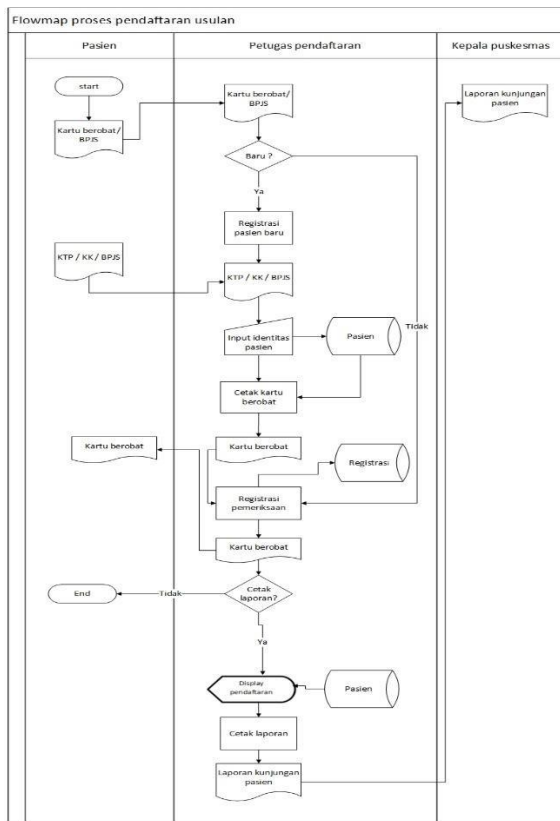 Flowmap proses pendaftaran usulan
Pasien
Petugas pendaftaran
Kepala puskesmas
start
Kartu berobat/
BPJS
Kartu berobat/
BPJS
Laporan kunjungan
pasien
Baru ?
Ya
Registrasi
pasien baru
KTP / KK / BPJS
KTP / KK / BPJS
Input identitas
pasien
Pasien
Tidak
Cetak kartu
berobat
Kartu berobat
Kartu berobat
Registrasi
Registrasi
pemeriksaan
Kartu berobat
Cetak
laporan?
Tidak
End
Ya
Display
pendaftaran
Pasien
Cetak laporan
Laporan kunjungan
pasien